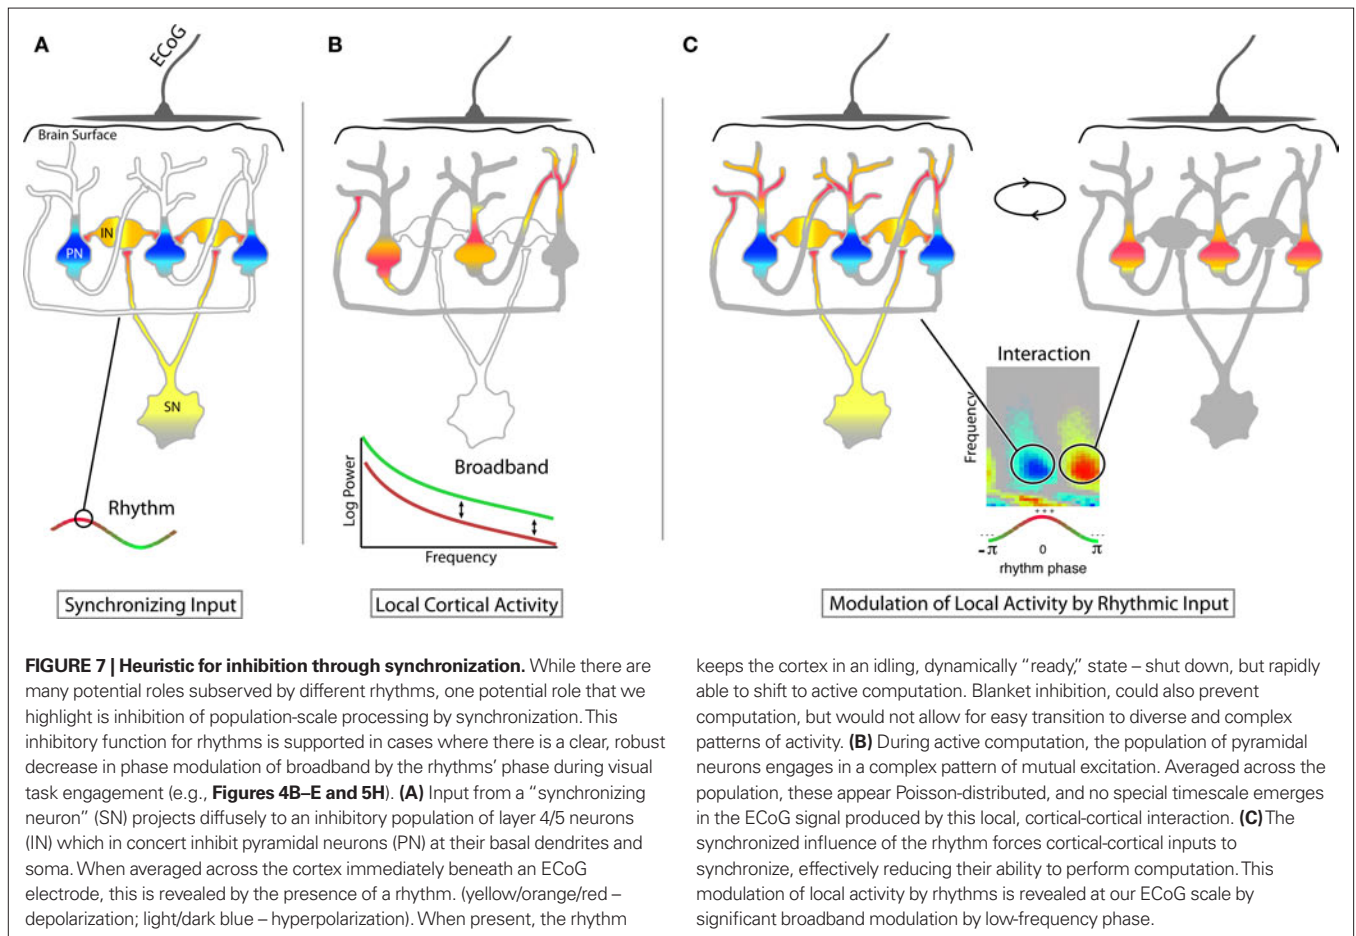 A
ECoG
Brain Surface
IN
PN
SN
Rhythm
Synchronizing Input
B
Broadband
Log Power
Frequency
Local Cortical Activity
C
Interaction
Frequency
+++
...
...
-π
0
π
rhythm phase
Modulation of Local Activity by Rhythmic Input
FIGURE 7 | Heuristic for inhibition through synchronization. While there are
many potential roles subserved by different rhythms, one potential role that we
highlight is inhibition of population-scale processing by synchronization. This
inhibitory function for rhythms is supported in cases where there is a clear, robust
decrease in phase modulation of broadband by the rhythms’ phase during visual
task engagement (e.g., Figures 4B–E and 5H). (A) Input from a “synchronizing
neuron” (SN) projects diffusely to an inhibitory population of layer 4/5 neurons
(IN) which in concert inhibit pyramidal neurons (PN) at their basal dendrites and
soma. When averaged across the cortex immediately beneath an ECoG
electrode, this is revealed by the presence of a rhythm. (yellow/orange/red –
depolarization; light/dark blue – hyperpolarization). When present, the rhythm
keeps the cortex in an idling, dynamically “ready,” state – shut down, but rapidly
able to shift to active computation. Blanket inhibition, could also prevent
computation, but would not allow for easy transition to diverse and complex
patterns of activity. (B) During active computation, the population of pyramidal
neurons engages in a complex pattern of mutual excitation. Averaged across the
population, these appear Poisson-distributed, and no special timescale emerges
in the ECoG signal produced by this local, cortical-cortical interaction. (C) The
synchronized influence of the rhythm forces cortical-cortical inputs to
synchronize, effectively reducing their ability to perform computation. This
modulation of local activity by rhythms is revealed at our ECoG scale by
significant broadband modulation by low-frequency phase.